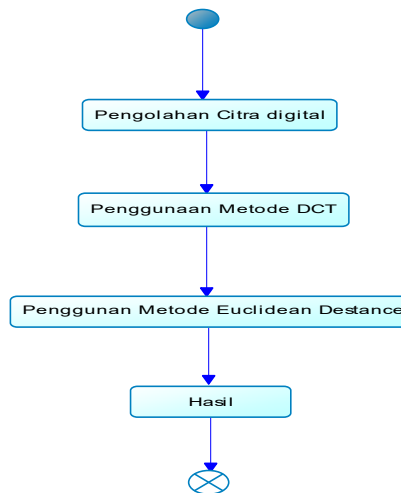 Pengolahan Citra digital
Penggunaan Metode DCT
Penggunan Metode Euclidean Destance
Hasil